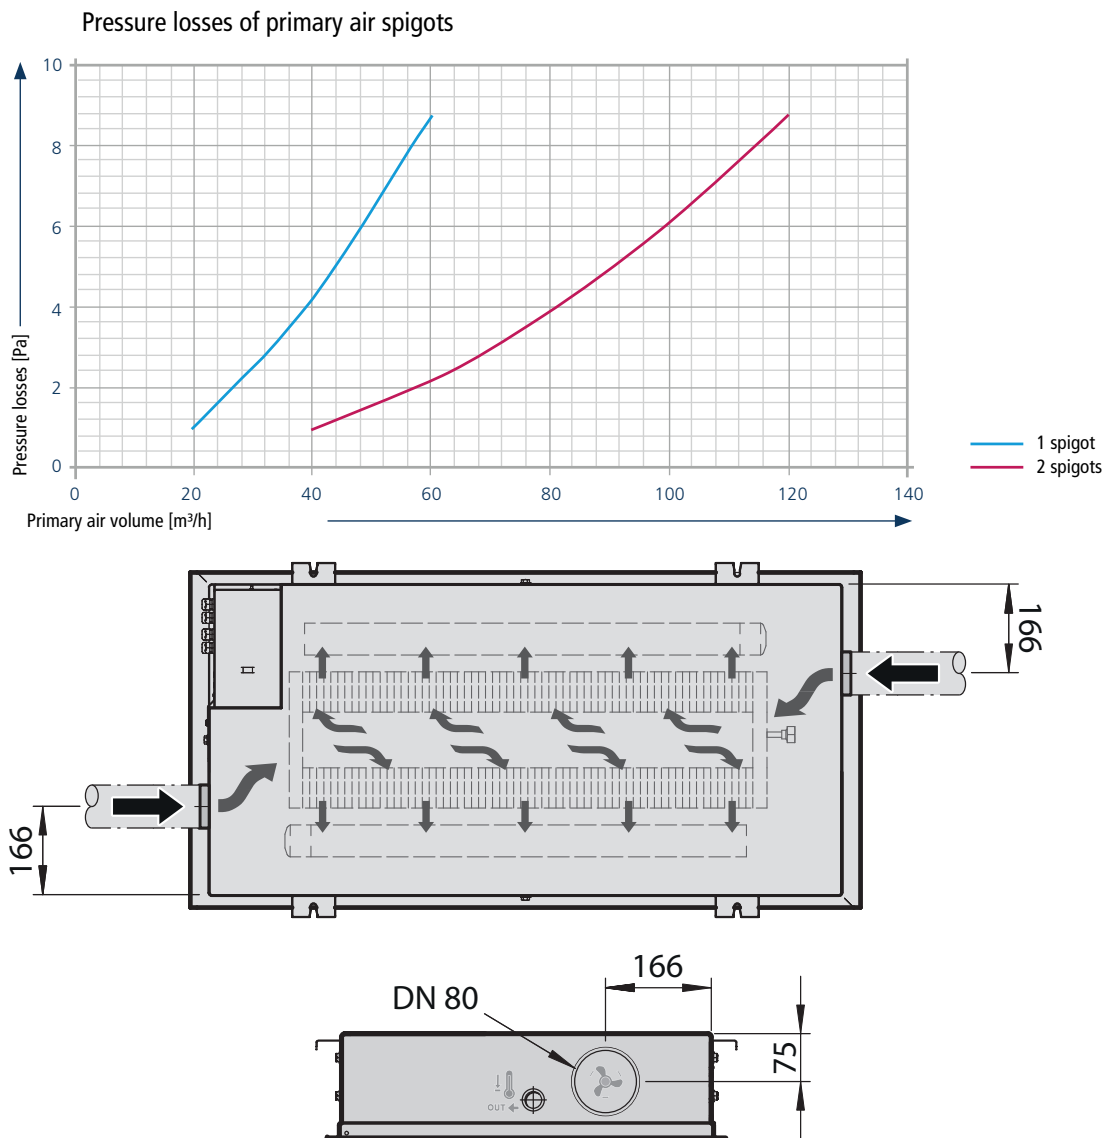 Pressure losses of primary air spigots
10
8
6
4
2
0
Pressure losses [Pa]
0 20 40 60 80 100 120 140
Primary air volume [m³/h]
1 spigot
2 spigots
166
166
166
DN 80
75
OUT